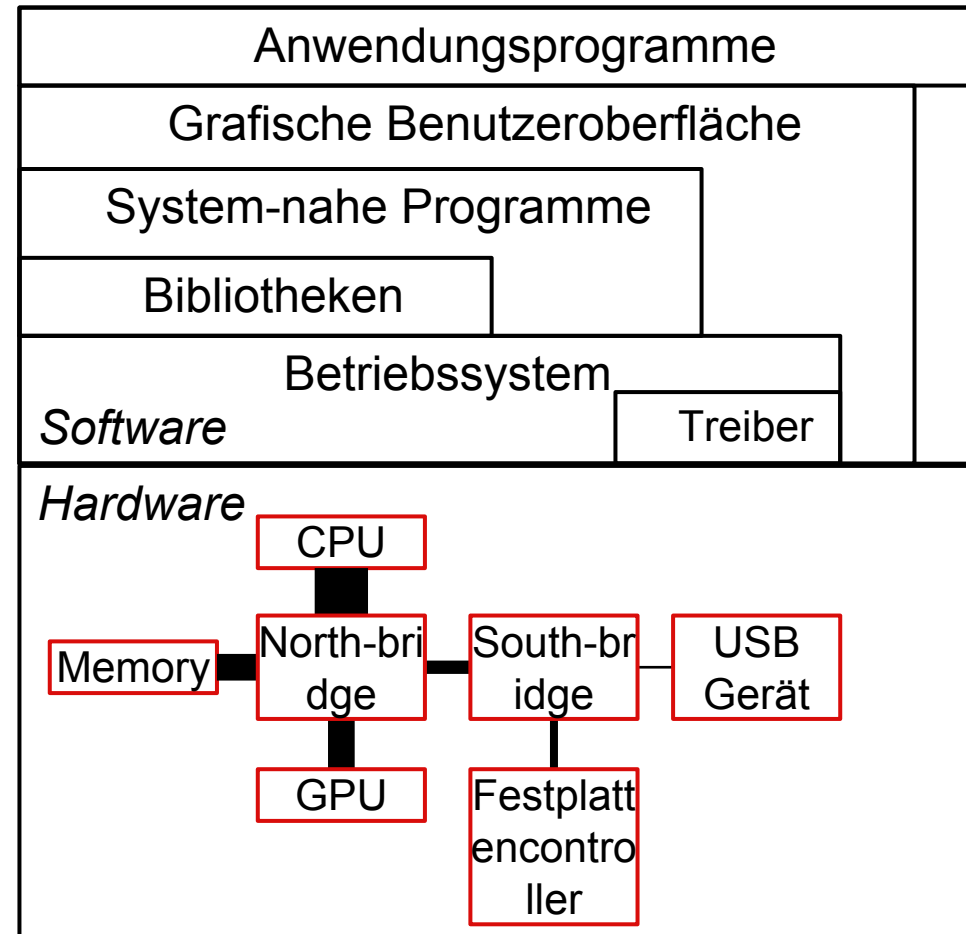 Anwendungsprogramme
Grafische Benutzeroberfläche
System-nahe Programme
Bibliotheken
Betriebssystem
Software
Treiber
Hardware
CPU
Memory
North-bri
dge
South-br
idge
USB
Gerät
GPU
Festplatt
encontro
ller